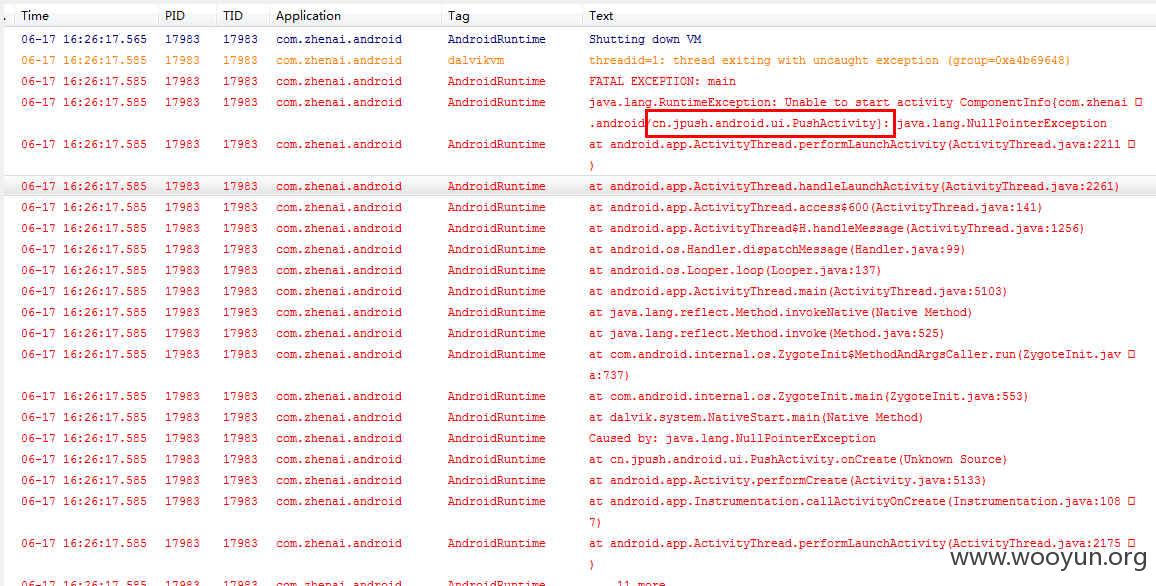 . Time PID TID Application Tag Text
06-17 16:26:17.565 17983 17983 com.zhenai.android AndroidRuntime Shutting down VM
06-17 16:26:17.585 17983 17983 com.zhenai.android dalvikvm threadid=1: thread exiting with uncaught exception (group=0xa4b69648)
06-17 16:26:17.585 17983 17983 com.zhenai.android AndroidRuntime FATAL EXCEPTION: main
06-17 16:26:17.585 17983 17983 com.zhenai.android AndroidRuntime java.lang.RuntimeException: Unable to start activity ComponentInfo{com.zhenai
.android/cn.jpush.android.ui.PushActivity}: java.lang.NullPointerException
06-17 16:26:17.585 17983 17983 com.zhenai.android AndroidRuntime at android.app.ActivityThread.performLaunchActivity(ActivityThread.java:2211
)
06-17 16:26:17.585 17983 17983 com.zhenai.android AndroidRuntime at android.app.ActivityThread.handleLaunchActivity(ActivityThread.java:2261)
06-17 16:26:17.585 17983 17983 com.zhenai.android AndroidRuntime at android.app.ActivityThread.access$600(ActivityThread.java:141)
06-17 16:26:17.585 17983 17983 com.zhenai.android AndroidRuntime at android.app.ActivityThread$H.handleMessage(ActivityThread.java:1256)
06-17 16:26:17.585 17983 17983 com.zhenai.android AndroidRuntime at android.os.Handler.dispatchMessage(Handler.java:99)
06-17 16:26:17.585 17983 17983 com.zhenai.android AndroidRuntime at android.os.Looper.loop(Looper.java:137)
06-17 16:26:17.585 17983 17983 com.zhenai.android AndroidRuntime at android.app.ActivityThread.main(ActivityThread.java:5103)
06-17 16:26:17.585 17983 17983 com.zhenai.android AndroidRuntime at java.lang.reflect.Method.invokeNative(Native Method)
06-17 16:26:17.585 17983 17983 com.zhenai.android AndroidRuntime at java.lang.reflect.Method.invoke(Method.java:525)
06-17 16:26:17.585 17983 17983 com.zhenai.android AndroidRuntime at com.android.internal.os.ZygoteInit$MethodAndArgsCaller.run(ZygoteInit.jav
a:737)
06-17 16:26:17.585 17983 17983 com.zhenai.android AndroidRuntime at com.android.internal.os.ZygoteInit.main(ZygoteInit.java:553)
06-17 16:26:17.585 17983 17983 com.zhenai.android AndroidRuntime at dalvik.system.NativeStart.main(Native Method)
06-17 16:26:17.585 17983 17983 com.zhenai.android AndroidRuntime Caused by: java.lang.NullPointerException
06-17 16:26:17.585 17983 17983 com.zhenai.android AndroidRuntime at cn.jpush.android.ui.PushActivity.onCreate(Unknown Source)
06-17 16:26:17.585 17983 17983 com.zhenai.android AndroidRuntime at android.app.Activity.performCreate(Activity.java:5133)
06-17 16:26:17.585 17983 17983 com.zhenai.android AndroidRuntime at android.app.Instrumentation.callActivityOnCreate(Instrumentation.java:108
7)
06-17 16:26:17.585 17983 17983 com.zhenai.android AndroidRuntime at android.app.ActivityThread.performLaunchActivity(ActivityThread.java:2175
)
www.wooyun.org
06-17 16:26:17.585 17983 17983 com.zhenai.android AndroidRuntime ... 11 more